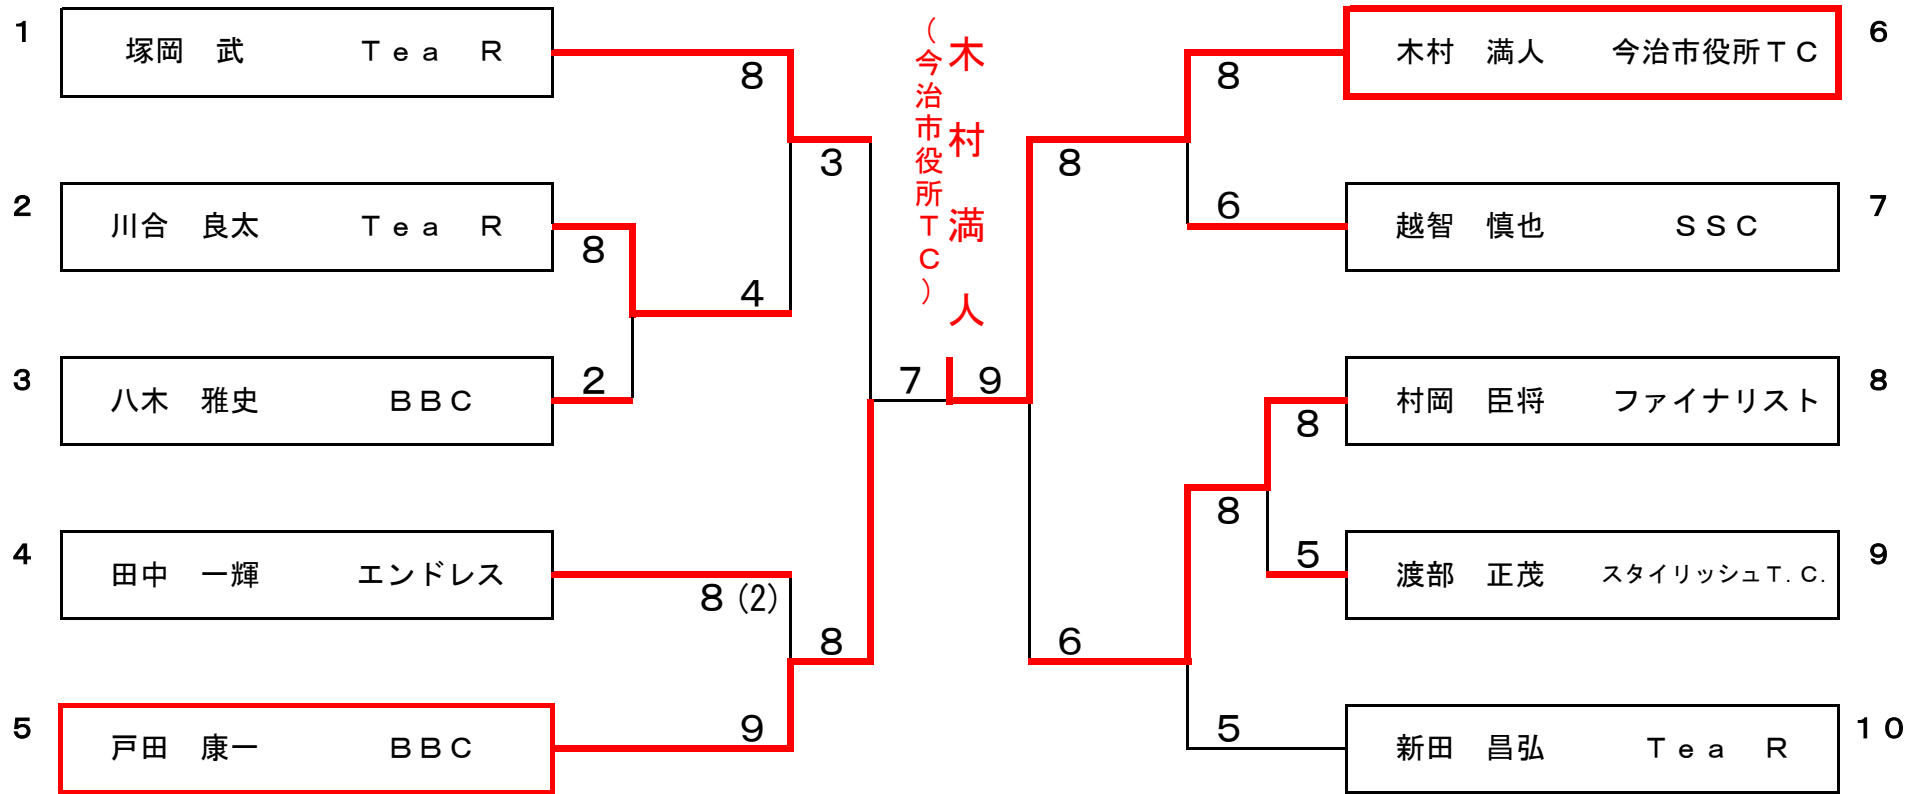 1 塚岡　武　Ｔｅａ　Ｒ
8
2 川合　良太　Ｔｅａ　Ｒ
8
3
4
3 八木　雅史　ＢＢＣ
2
4 田中　一輝　エンドレス
8 (2)
8
5 戸田　康一　ＢＢＣ
9
7
9
木村満人
（今治市役所ＴＣ）
木村　満人　今治市役所ＴＣ 6
8
8
越智　慎也　ＳＳＣ 7
6
村岡　臣将　ファイナリスト 8
8
8
渡部　正茂　スタイリッシュＴ．Ｃ． 9
5
6
新田　昌弘　Ｔｅａ　Ｒ 10
5